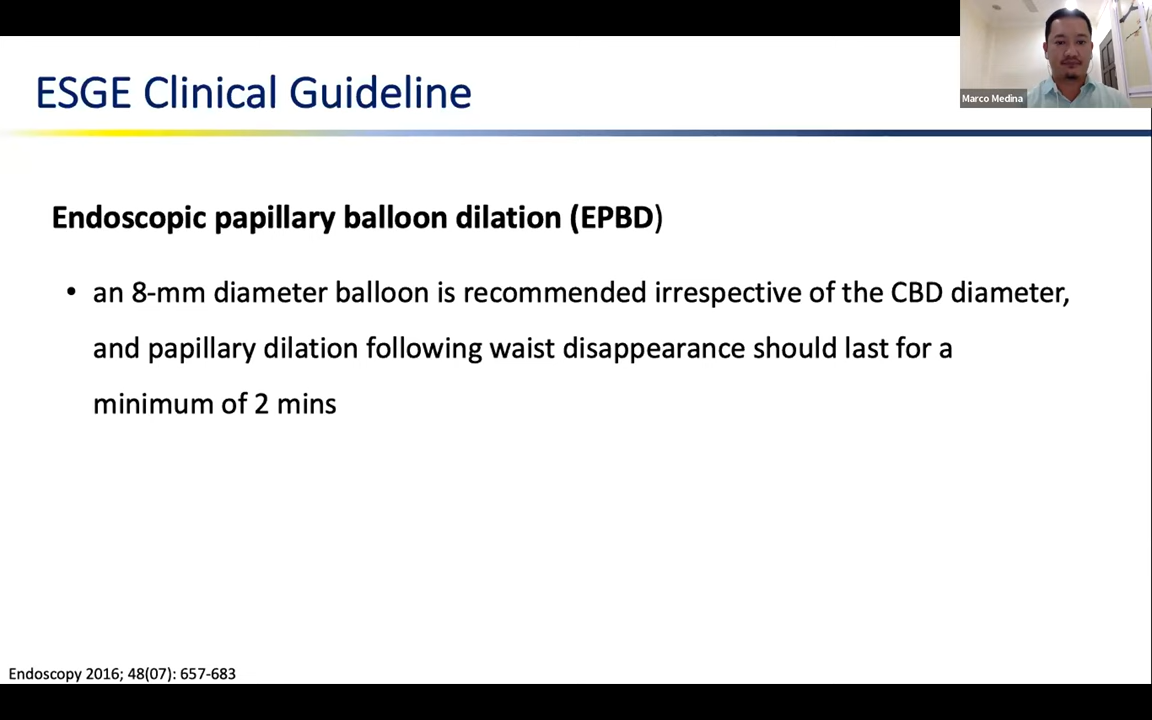 ESGE Clinical Guideline
Marco Medina
Endoscopic papillary balloon dilation (EPBD)
• an 8-mm diameter balloon is recommended irrespective of the CBD diameter,
and papillary dilation following waist disappearance should last for a
minimum of 2 mins
Endoscopy 2016; 48(07): 657-683